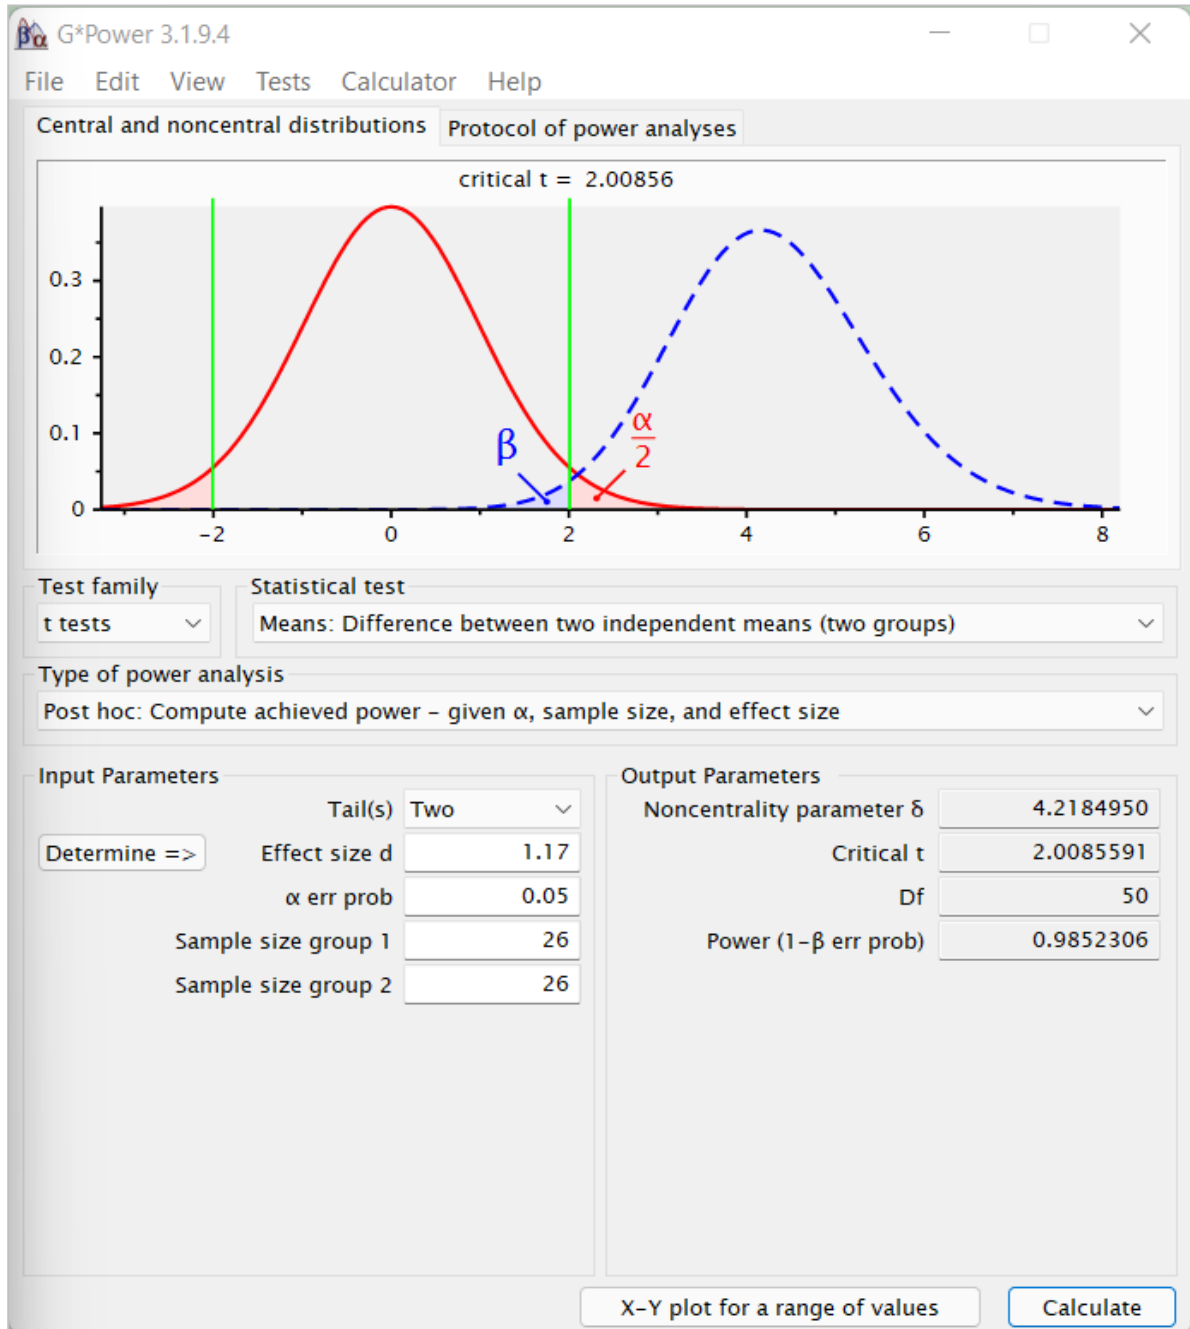 G*Power 3.1.9.4
File Edit View Tests Calculator Help
Central and noncentral distributions Protocol of power analyses
critical t = 2.00856
0.3
0.2
0.1
0
β
α
2
-2 0 2 4 6 8
Test family
t tests
Statistical test
Means: Difference between two independent means (two groups)
Type of power analysis
Post hoc: Compute achieved power – given α, sample size, and effect size
Input Parameters
Tail(s) Two
Determine => Effect size d 1.17
α err prob 0.05
Sample size group 1 26
Sample size group 2 26
Output Parameters
Noncentrality parameter δ 4.2184950
Critical t 2.0085591
Df 50
Power (1-β err prob) 0.9852306
X-Y plot for a range of values Calculate